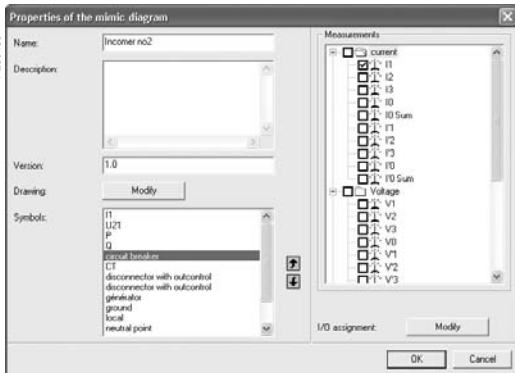 Properties of the mimic diagram
Name:
Incomer no2
Description:
Version:
1.0
Drawing:
Modify
Symbols:
I1
U21
P
Q
circuit breaker
CT
disconnector with outcontrol
disconnector with outcontrol
générator
ground
local
neutral point
Measurements
current
I1
I2
I3
I0
I0 Sum
I'1
I'2
I'3
I'0
I'0 Sum
Voltage
V1
V2
V3
V0
V'1
V'2
V'3
I/O assignment:
Modify
OK
Cancel